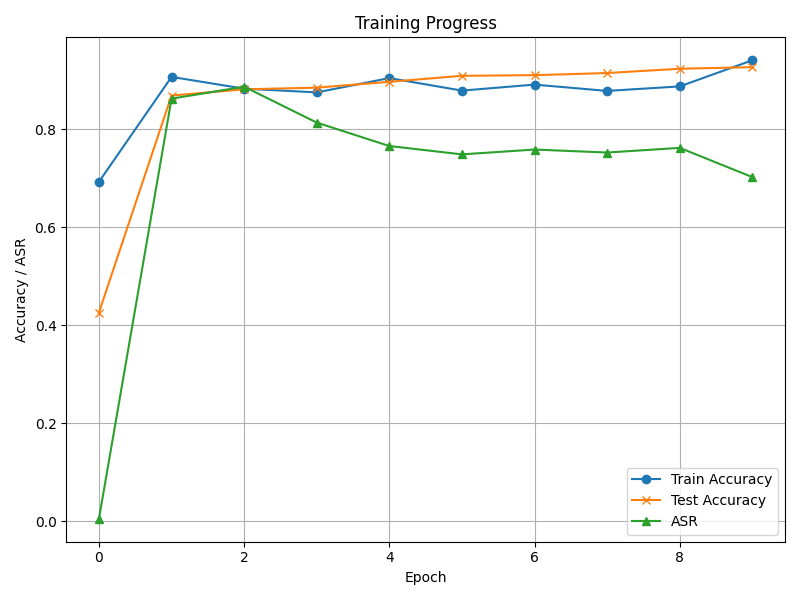 Training Progress
Accuracy / ASR
0.8
0.6
0.4
0.2
0.0
0 2 4 6 8
Epoch
Train Accuracy
Test Accuracy
ASR